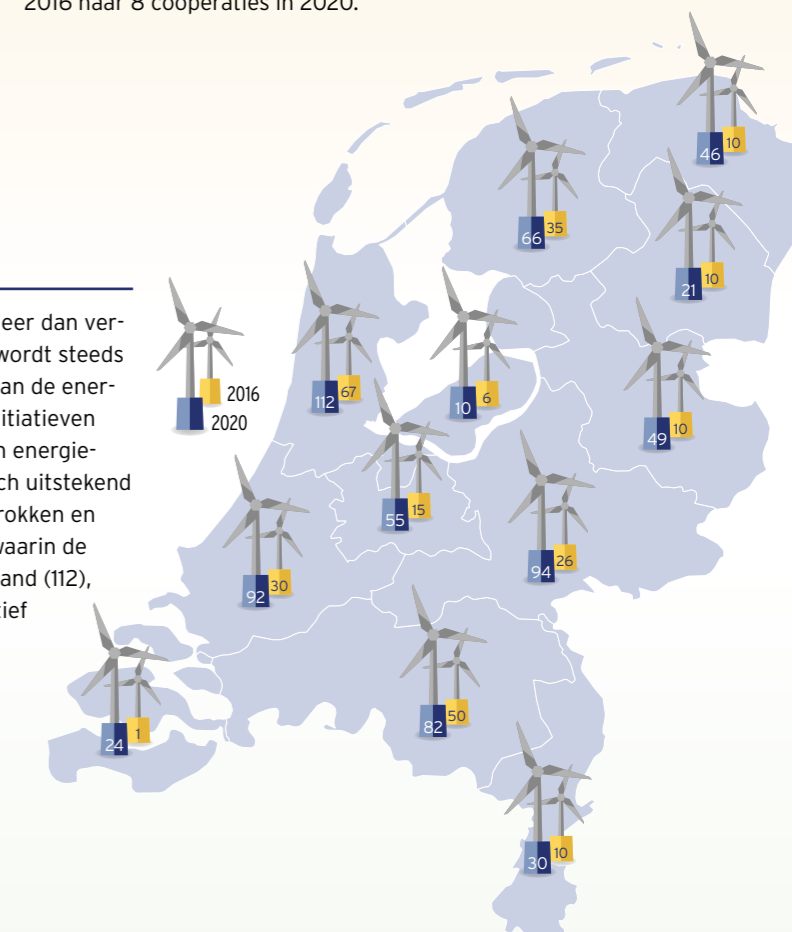 2016 naar 8 coöperaties in 2020.
eer dan ver-
wordt steeds
an de ener-
itiatieven
n energie-
ch uitstekend
rokken en
waarin de
and (112),
tief
2016
2020
46 10
66 35
21 10
112 67
10 6
49 10
55 15
94 26
92 30
82 50
24 1
30 10